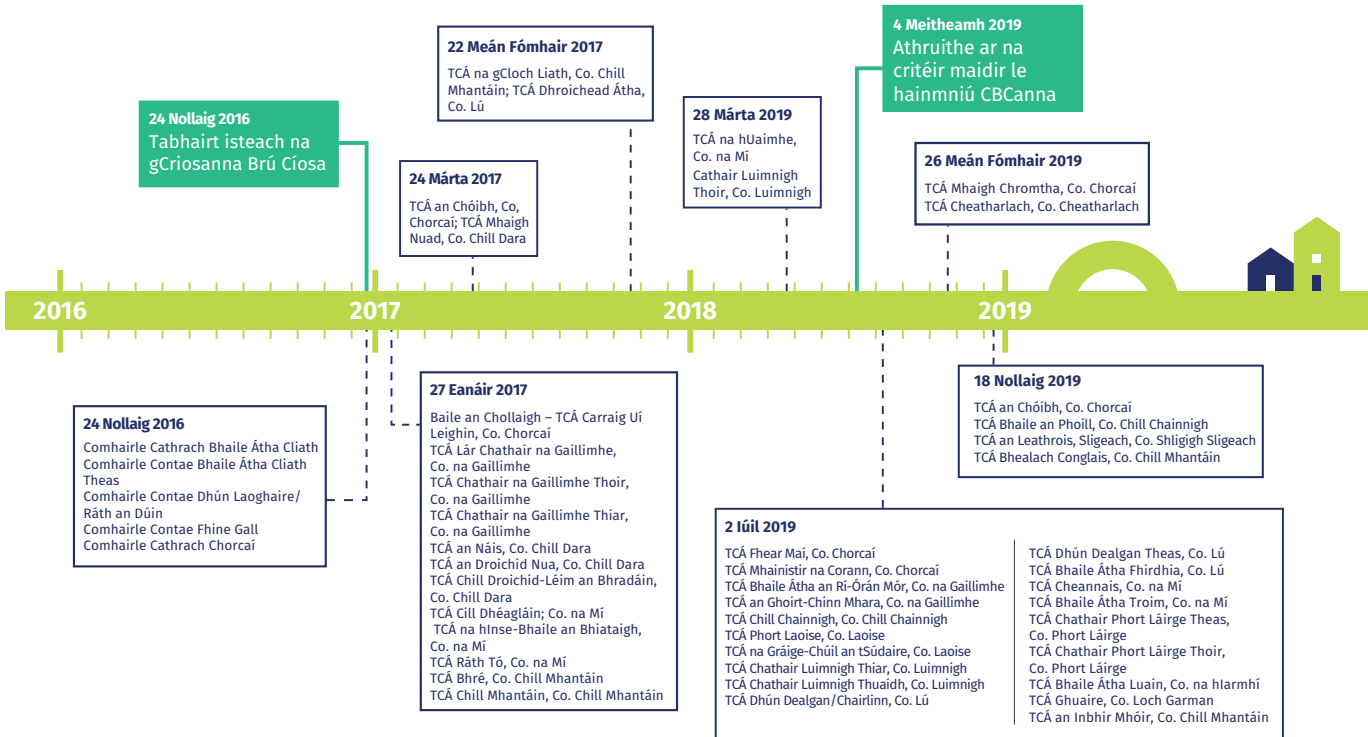 24 Nollaig 2016
Tabhairt isteach na
gCriosanna Brú Cíosa
22 Meán Fómhair 2017
TCÁ na gCloch Liath, Co. Chill
Mhantáin; TCÁ Dhroichead Átha,
Co. Lú
24 Márta 2017
TCÁ an Chóibh, Co,
Chorcaí; TCÁ Mhaigh
Nuad, Co. Chill Dara
28 Márta 2019
TCÁ na hUaimhe,
Co. na Mí
Cathair Luimnigh
Thoir, Co. Luimnigh
4 Meitheamh 2019
Athruithe ar na
critéir maidir le
hainmniú CBCanna
26 Meán Fómhair 2019
TCÁ Mhaigh Chromtha, Co. Chorcaí
TCÁ Cheatharlach, Co. Cheatharlach
2016
2017
2018
2019
24 Nollaig 2016
Comhairle Cathrach Bhaile Átha Cliath
Comhairle Contae Bhaile Átha Cliath
Theas
Comhairle Contae Dhún Laoghaire/
Ráth an Dúin
Comhairle Contae Fhine Gall
Comhairle Cathrach Chorcaí
27 Eanáir 2017
Baile an Chollaigh – TCÁ Carraig Uí
Leighin, Co. Chorcaí
TCÁ Lár Chathair na Gaillimhe,
Co. na Gaillimhe
TCÁ Chathair na Gaillimhe Thoir,
Co. na Gaillimhe
TCÁ Chathair na Gaillimhe Thiar,
Co. na Gaillimhe
TCÁ an Náis, Co. Chill Dara
TCÁ an Droichid Nua, Co. Chill Dara
TCÁ Chill Droichid-Léim an Bhradáin,
Co. Chill Dara
TCÁ Cill Dhéagláin; Co. na Mí
TCÁ na hInse-Bhaile an Bhiataigh,
Co. na Mí
TCÁ Ráth Tó, Co. na Mí
TCÁ Bhré, Co. Chill Mhantáin
TCÁ Chill Mhantáin, Co. Chill Mhantáin
18 Nollaig 2019
TCÁ an Chóibh, Co. Chorcaí
TCÁ Bhaile an Phoill, Co. Chill Chainnigh
TCÁ an Leathrois, Sligeach, Co. Shligigh Sligeach
TCÁ Bhealach Conglais, Co. Chill Mhantáin
2 Iúil 2019
TCÁ Fhear Maí, Co. Chorcaí
TCÁ Mhainistir na Corann, Co. Chorcaí
TCÁ Bhaile Átha an Rí-Órán Mór, Co. na Gaillimhe
TCÁ an Ghoirt-Chinn Mhara, Co. na Gaillimhe
TCÁ Chill Chainnigh, Co. Chill Chainnigh
TCÁ Phort Laoise, Co. Laoise
TCÁ na Gráige-Chúil an tSúdaire, Co. Laoise
TCÁ Chathair Luimnigh Thiar, Co. Luimnigh
TCÁ Chathair Luimnigh Thuaidh, Co. Luimnigh
TCÁ Dhún Dealgan/Chairlinn, Co. Lú
TCÁ Dhún Dealgan Theas, Co. Lú
TCÁ Bhaile Átha Fhirdhia, Co. Lú
TCÁ Cheannais, Co. na Mí
TCÁ Bhaile Átha Troim, Co. na Mí
TCÁ Chathair Phort Láirge Theas,
Co. Phort Láirge
TCÁ Chathair Phort Láirge Thoir,
Co. Phort Láirge
TCÁ Bhaile Átha Luain, Co. na hIarmhí
TCÁ Ghuaire, Co. Loch Garman
TCÁ an Inbhir Mhóir, Co. Chill Mhantáin